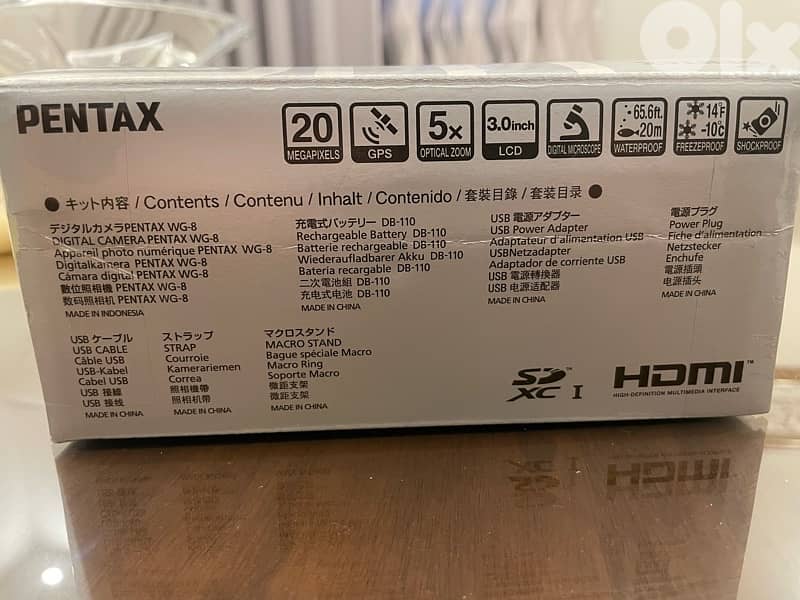 Olx
PENTAX
20
MEGAPIXELS
GPS
5x
OPTICAL ZOOM
3.0inch
LCD
DIGITAL MICROSCOPE
65.6ft.
20m
WATERPROOF
14°F
-10°C
FREEZEPROOF
SHOCKPROOF
● キット内容 / Contents / Contenu / Inhalt / Contenido / 套裝目錄 / 套装目录 ●
デジタルカメラPENTAX WG-8
DIGITAL CAMERA PENTAX WG-8
Appareil photo numérique PENTAX WG-8
Digitalkamera PENTAX WG-8
Cámara digital PENTAX WG-8
數位照相機 PENTAX WG-8
数码照相机 PENTAX WG-8
MADE IN INDONESIA
充電式バッテリー DB-110
Rechargeable Battery DB-110
Batterie rechargeable DB-110
Wiederaufladbarer Akku DB-110
Bateria recargable DB-110
二次電池組 DB-110
充电式电池 DB-110
MADE IN CHINA
USB 電源アダプター
USB Power Adapter
Adaptateur d'alimentation USB
USBNetzadapter
Adaptador de corriente USB
USB 電源轉換器
USB 电源适配器
MADE IN CHINA
電源プラグ
Power Plug
Fiche d'alimentation
Netzstecker
Enchufe
電源插頭
电源插头
MADE IN CHINA
USB ケーブル
USB CABLE
Câble USB
USB-Kabel
Cabel USB
USB 接線
USB 接线
MADE IN CHINA
ストラップ
STRAP
Courroie
Kamerariemen
Correa
照相機帶
照相机带
MADE IN CHINA
マクロスタンド
MACRO STAND
Bague spéciale Macro
Macro Ring
Soporte Macro
微距支架
微距支架
MADE IN CHINA
SD XC I
HDMI™
HIGH-DEFINITION MULTIMEDIA INTERFACE